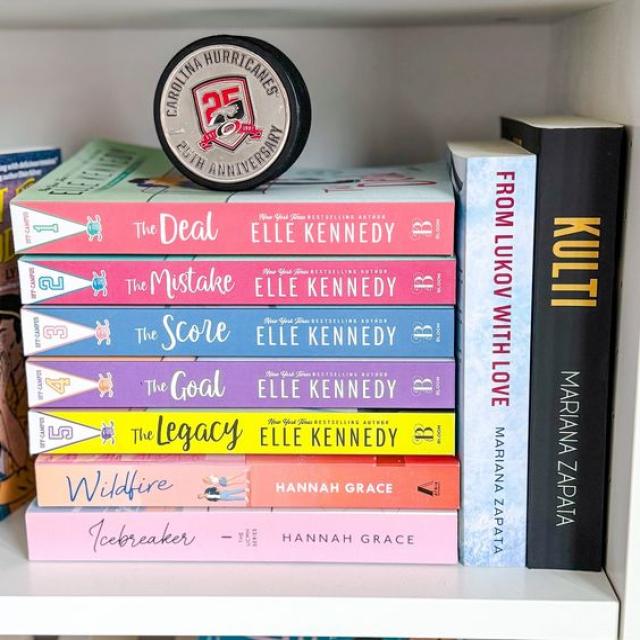 CAROLINA HURRICANES
25
25TH ANNIVERSARY
OFF-CAMPUS
1
The Deal
New York Times BESTSELLING AUTHOR
ELLE KENNEDY
B
BLOOM
OFF-CAMPUS
2
The Mistake
New York Times BESTSELLING AUTHOR
ELLE KENNEDY
B
BLOOM
OFF-CAMPUS
3
The Score
New York Times BESTSELLING AUTHOR
ELLE KENNEDY
B
BLOOM
OFF-CAMPUS
4
The Goal
New York Times BESTSELLING AUTHOR
ELLE KENNEDY
B
BLOOM
OFF-CAMPUS
5
The Legacy
New York Times BESTSELLING AUTHOR
ELLE KENNEDY
B
BLOOM
Wildfire
HANNAH GRACE
Icebreaker
HANNAH GRACE
FROM LUKOV WITH LOVE
MARIANA ZAPATA
KULTI
MARIANA ZAPATA